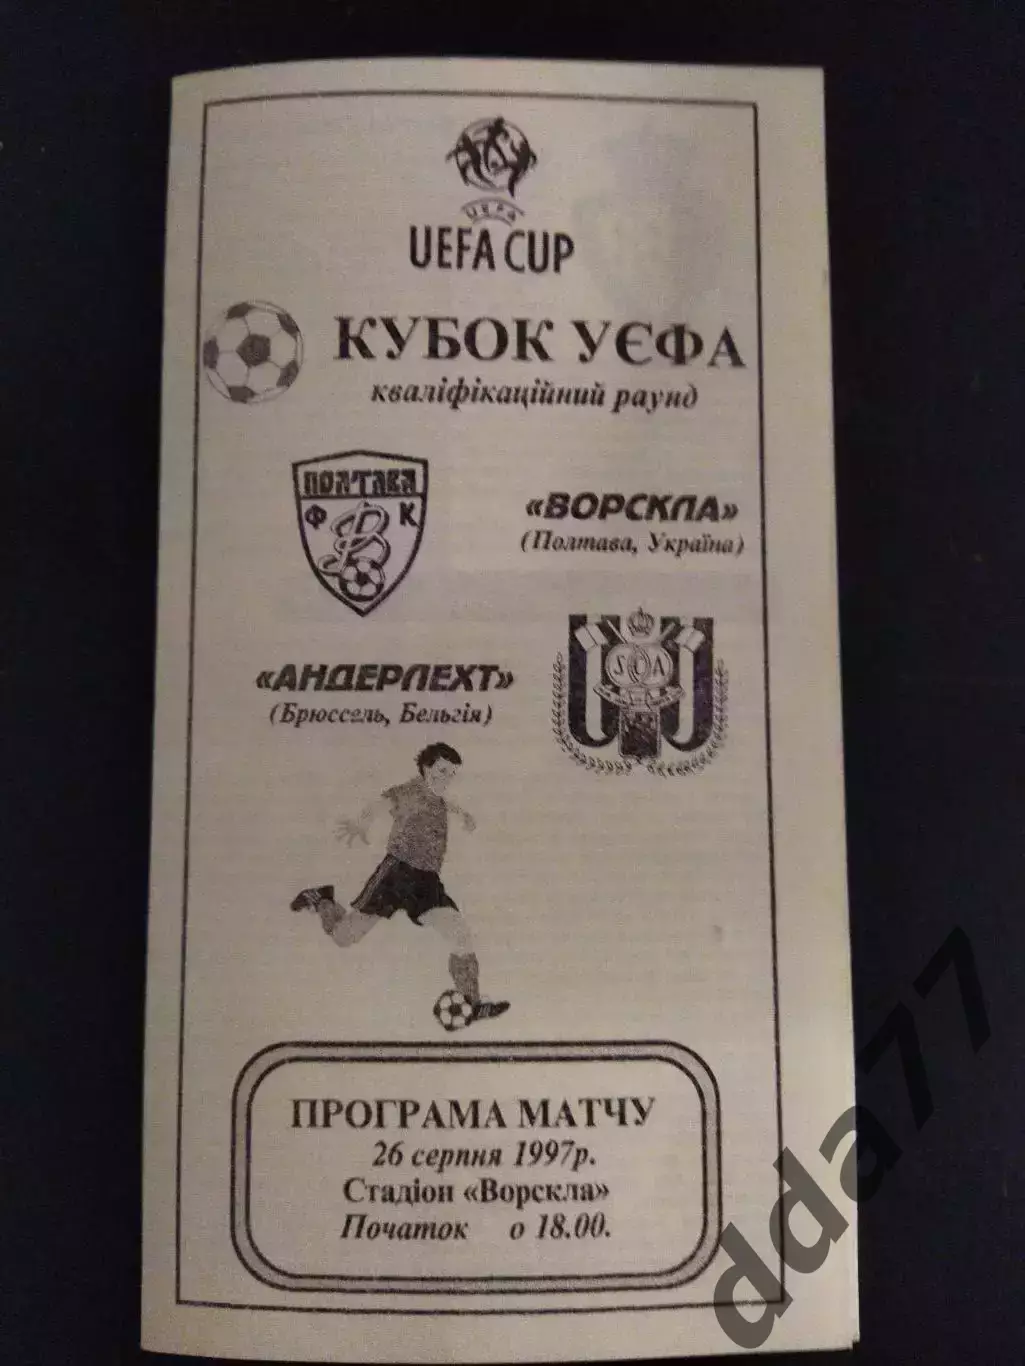 UEFA
UEFA CUP
КУБОК УЄФА
кваліфікаційний раунд
ПОЛТАВА
Ф К
«ВОРСКЛА»
(Полтава, Україна)
S A
«АНДЕРЛЕХТ»
(Брюссель, Бельгія)
ПРОГРАМА МАТЧУ
26 серпня 1997р.
Стадіон «Ворскла»
Початок о 18.00.
dda77